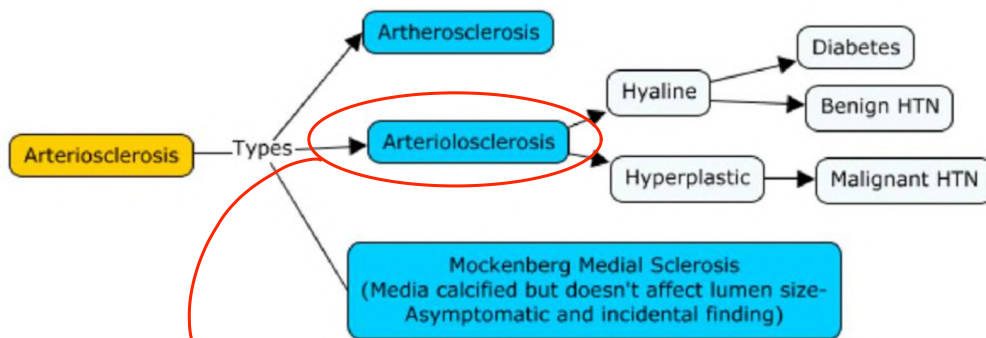 Artherosclerosis
Diabetes
Hyaline
Benign HTN
Arteriosclerosis
Types
Arteriolosclerosis
Hyperplastic
Malignant HTN
Mockenberg Medial Sclerosis
(Media calcified but doesn't affect lumen size-
Asymptomatic and incidental finding)